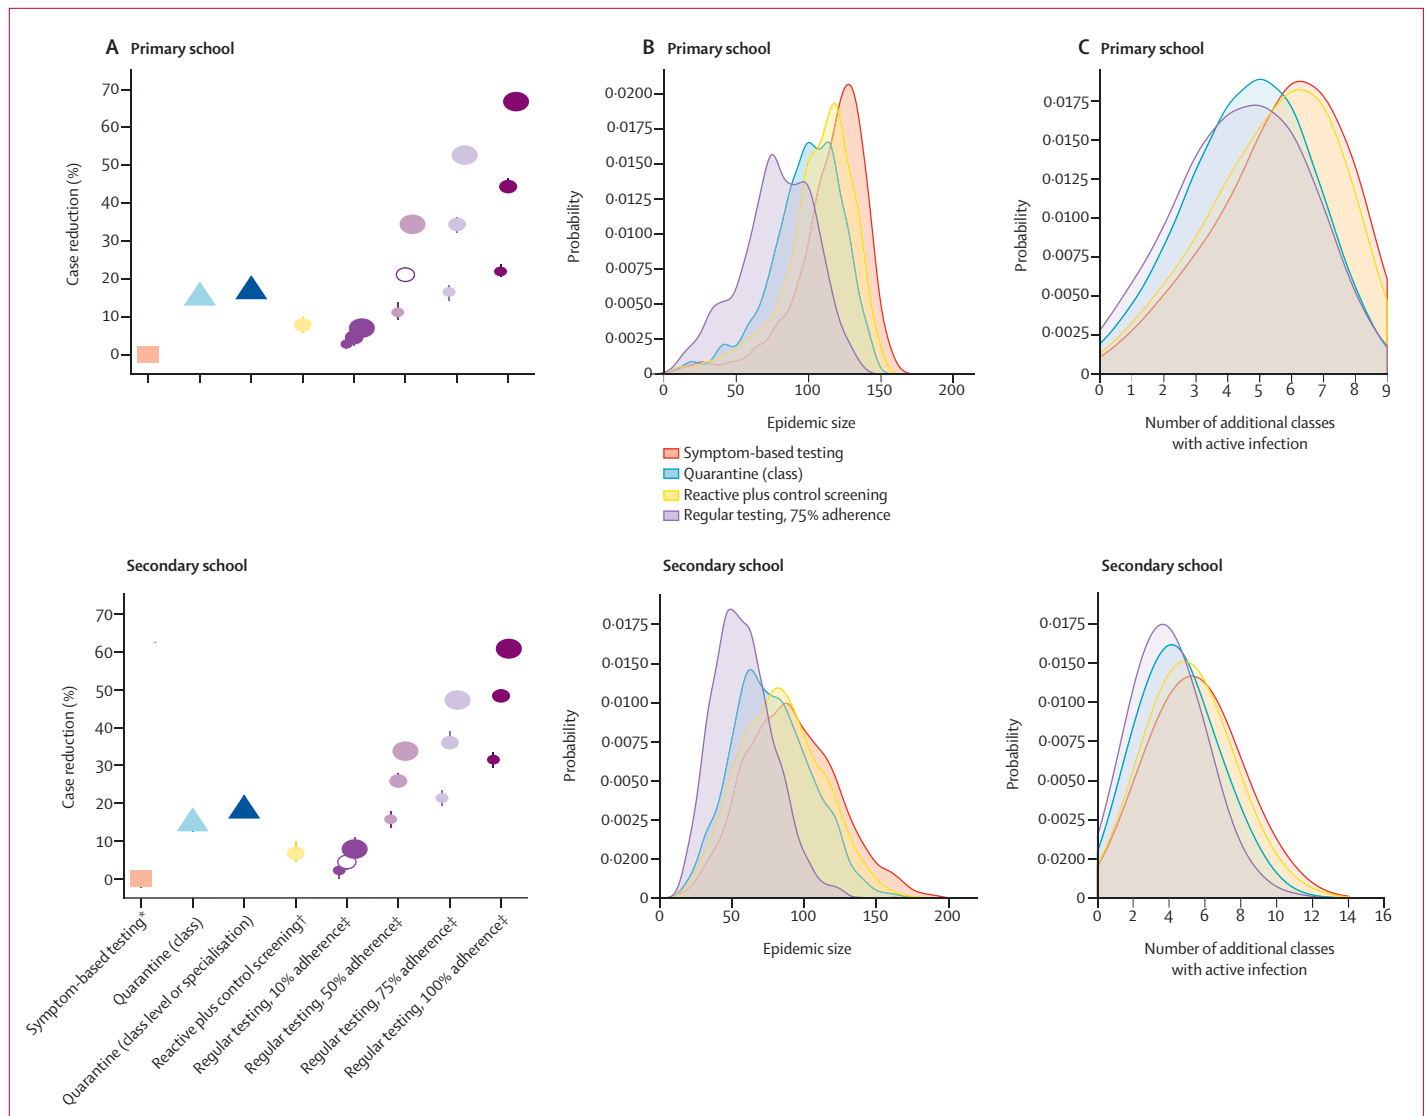 A Primary school
70
60
50
40
30
20
10
0
Case reduction (%)
B Primary school
0·0200
0·0175
0·0150
0·0125
0·0100
0·0075
0·0050
0·0025
0
Probability
0 50 100 150 200
Epidemic size
Symptom-based testing
Quarantine (class)
Reactive plus control screening
Regular testing, 75% adherence
C Primary school
0·0175
0·0150
0·0125
0·0100
0·0075
0·0050
0·0025
0
Probability
0 1 2 3 4 5 6 7 8 9
Number of additional classes
with active infection
Secondary school
70
60
50
40
30
20
10
0
Case reduction (%)
Symptom-based testing*
Quarantine (class)
Quarantine (class level or specialisation)
Reactive plus control screening†
Regular testing, 10% adherence‡
Regular testing, 50% adherence‡
Regular testing, 75% adherence‡
Regular testing, 100% adherence‡
Secondary school
0·0175
0·0150
0·0100
0·0075
0·0050
0·0025
0·0200
0
Probability
0 50 100 150 200
Epidemic size
Secondary school
0·0175
0·0150
0·0100
0·0075
0·0050
0·0025
0·0200
0
Probability
0 2 4 6 8 10 12 14 16
Number of additional classes
with active infection